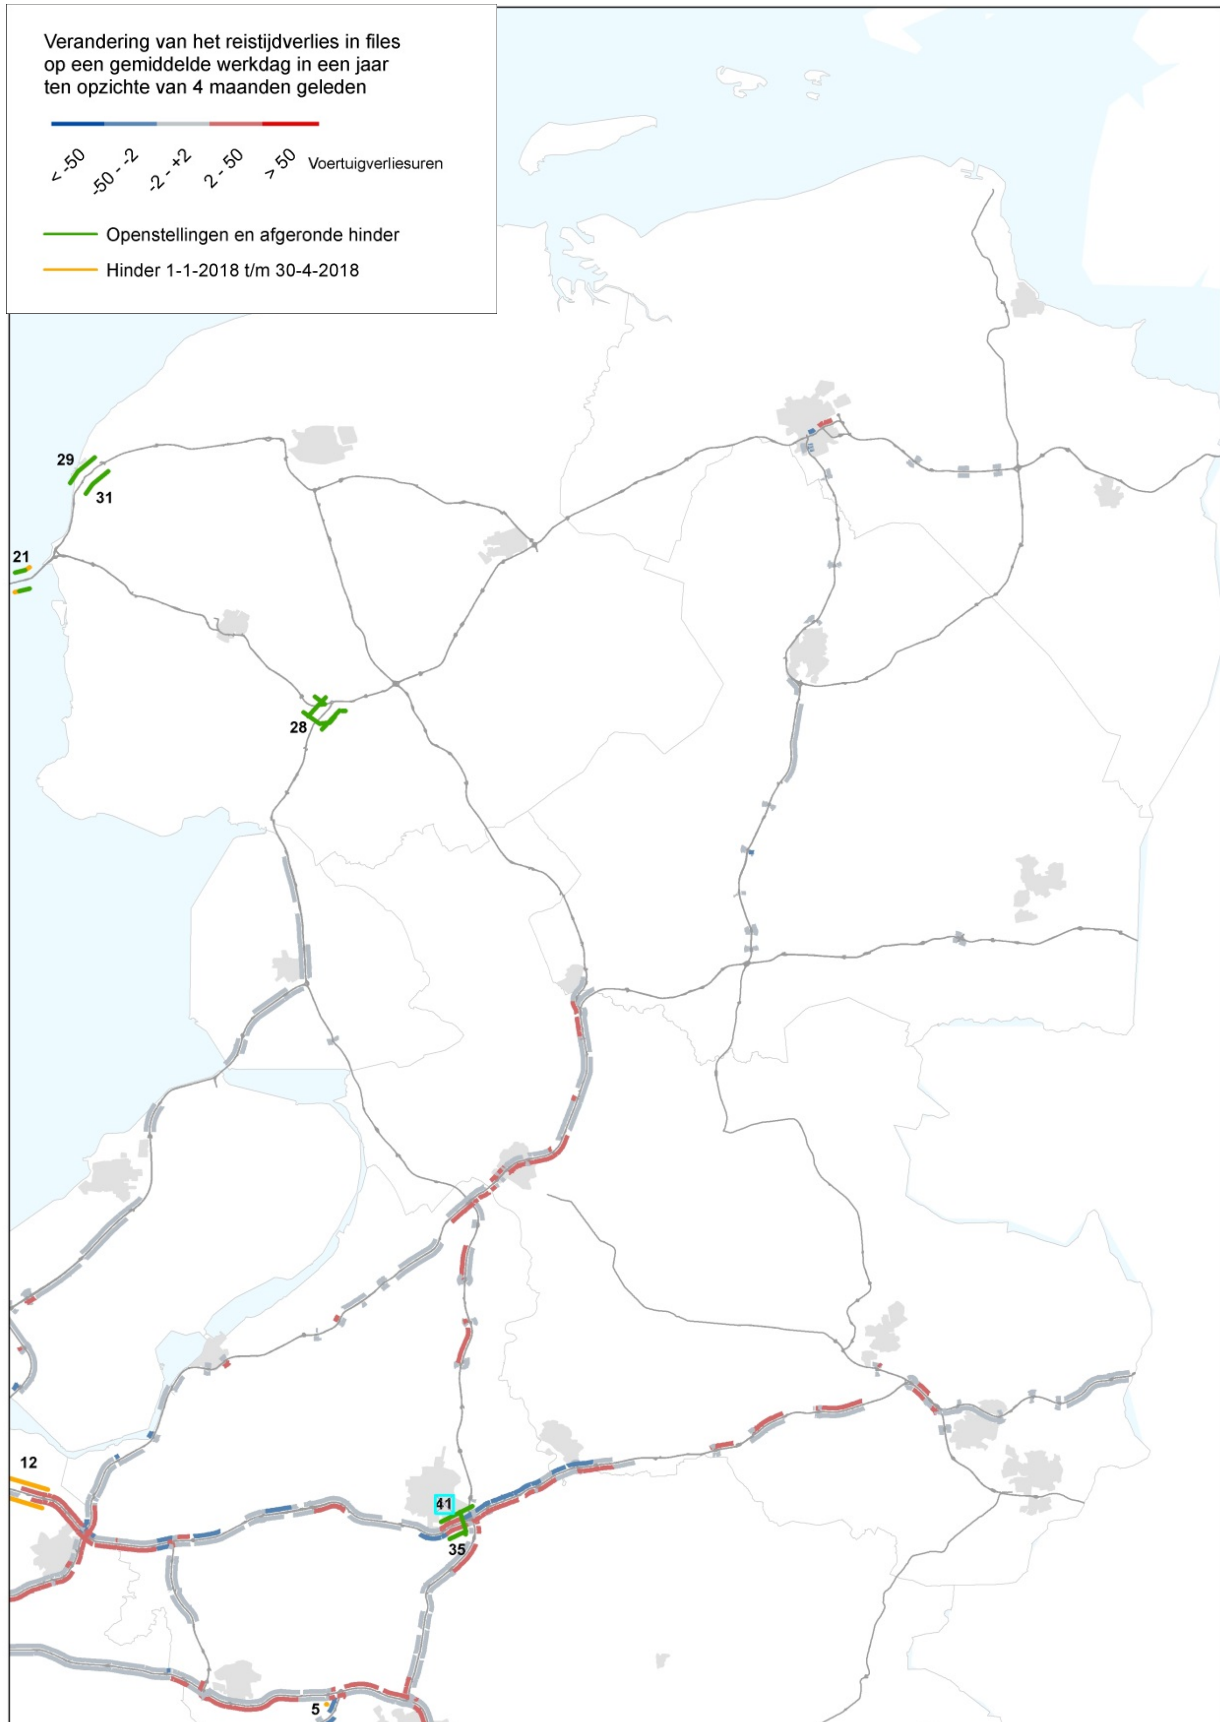 Verandering van het reistijdverlies in files
op een gemiddelde werkdag in een jaar
ten opzichte van 4 maanden geleden
< -50
-50 - -2
-2 - +2
2 - 50
> 50
Voertuigverliesuren
Openstellingen en afgeronde hinder
Hinder 1-1-2018 t/m 30-4-2018
29
31
21
28
12
41
35
5